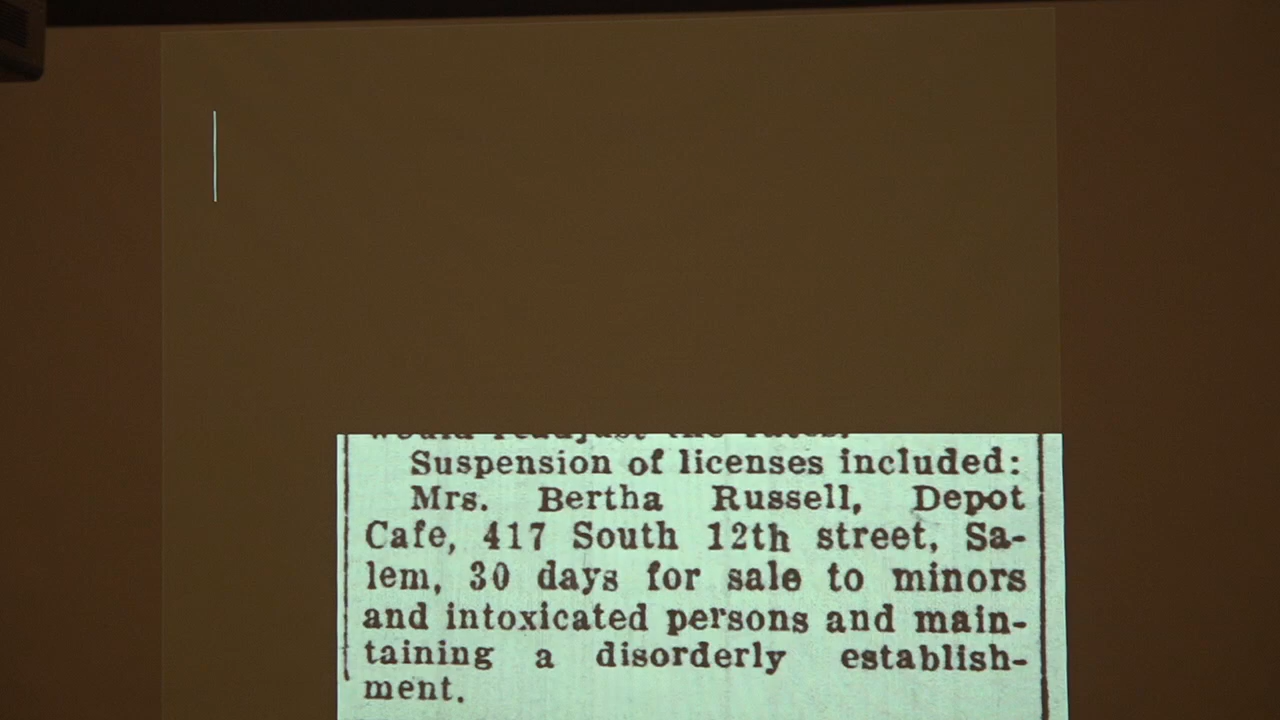 Suspension of licenses included:
Mrs. Bertha Russell, Depot
Cafe, 417 South 12th street, Sa-
lem, 30 days for sale to minors
and intoxicated persons and main-
taining a disorderly establish-
ment.